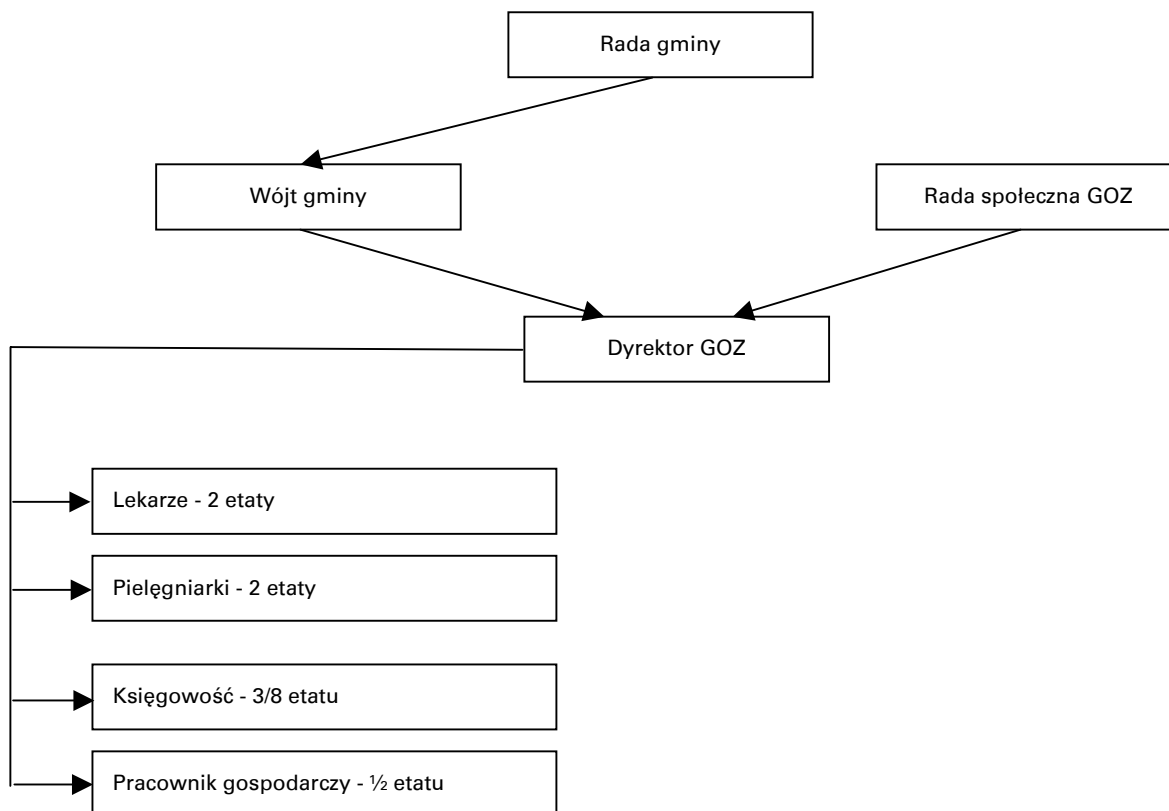 Rada gminy
Wójt gminy
Rada społeczna GOZ
Dyrektor GOZ
Lekarze - 2 etaty
Pielęgniarki - 2 etaty
Księgowość - 3/8 etatu
Pracownik gospodarczy - ½ etatu